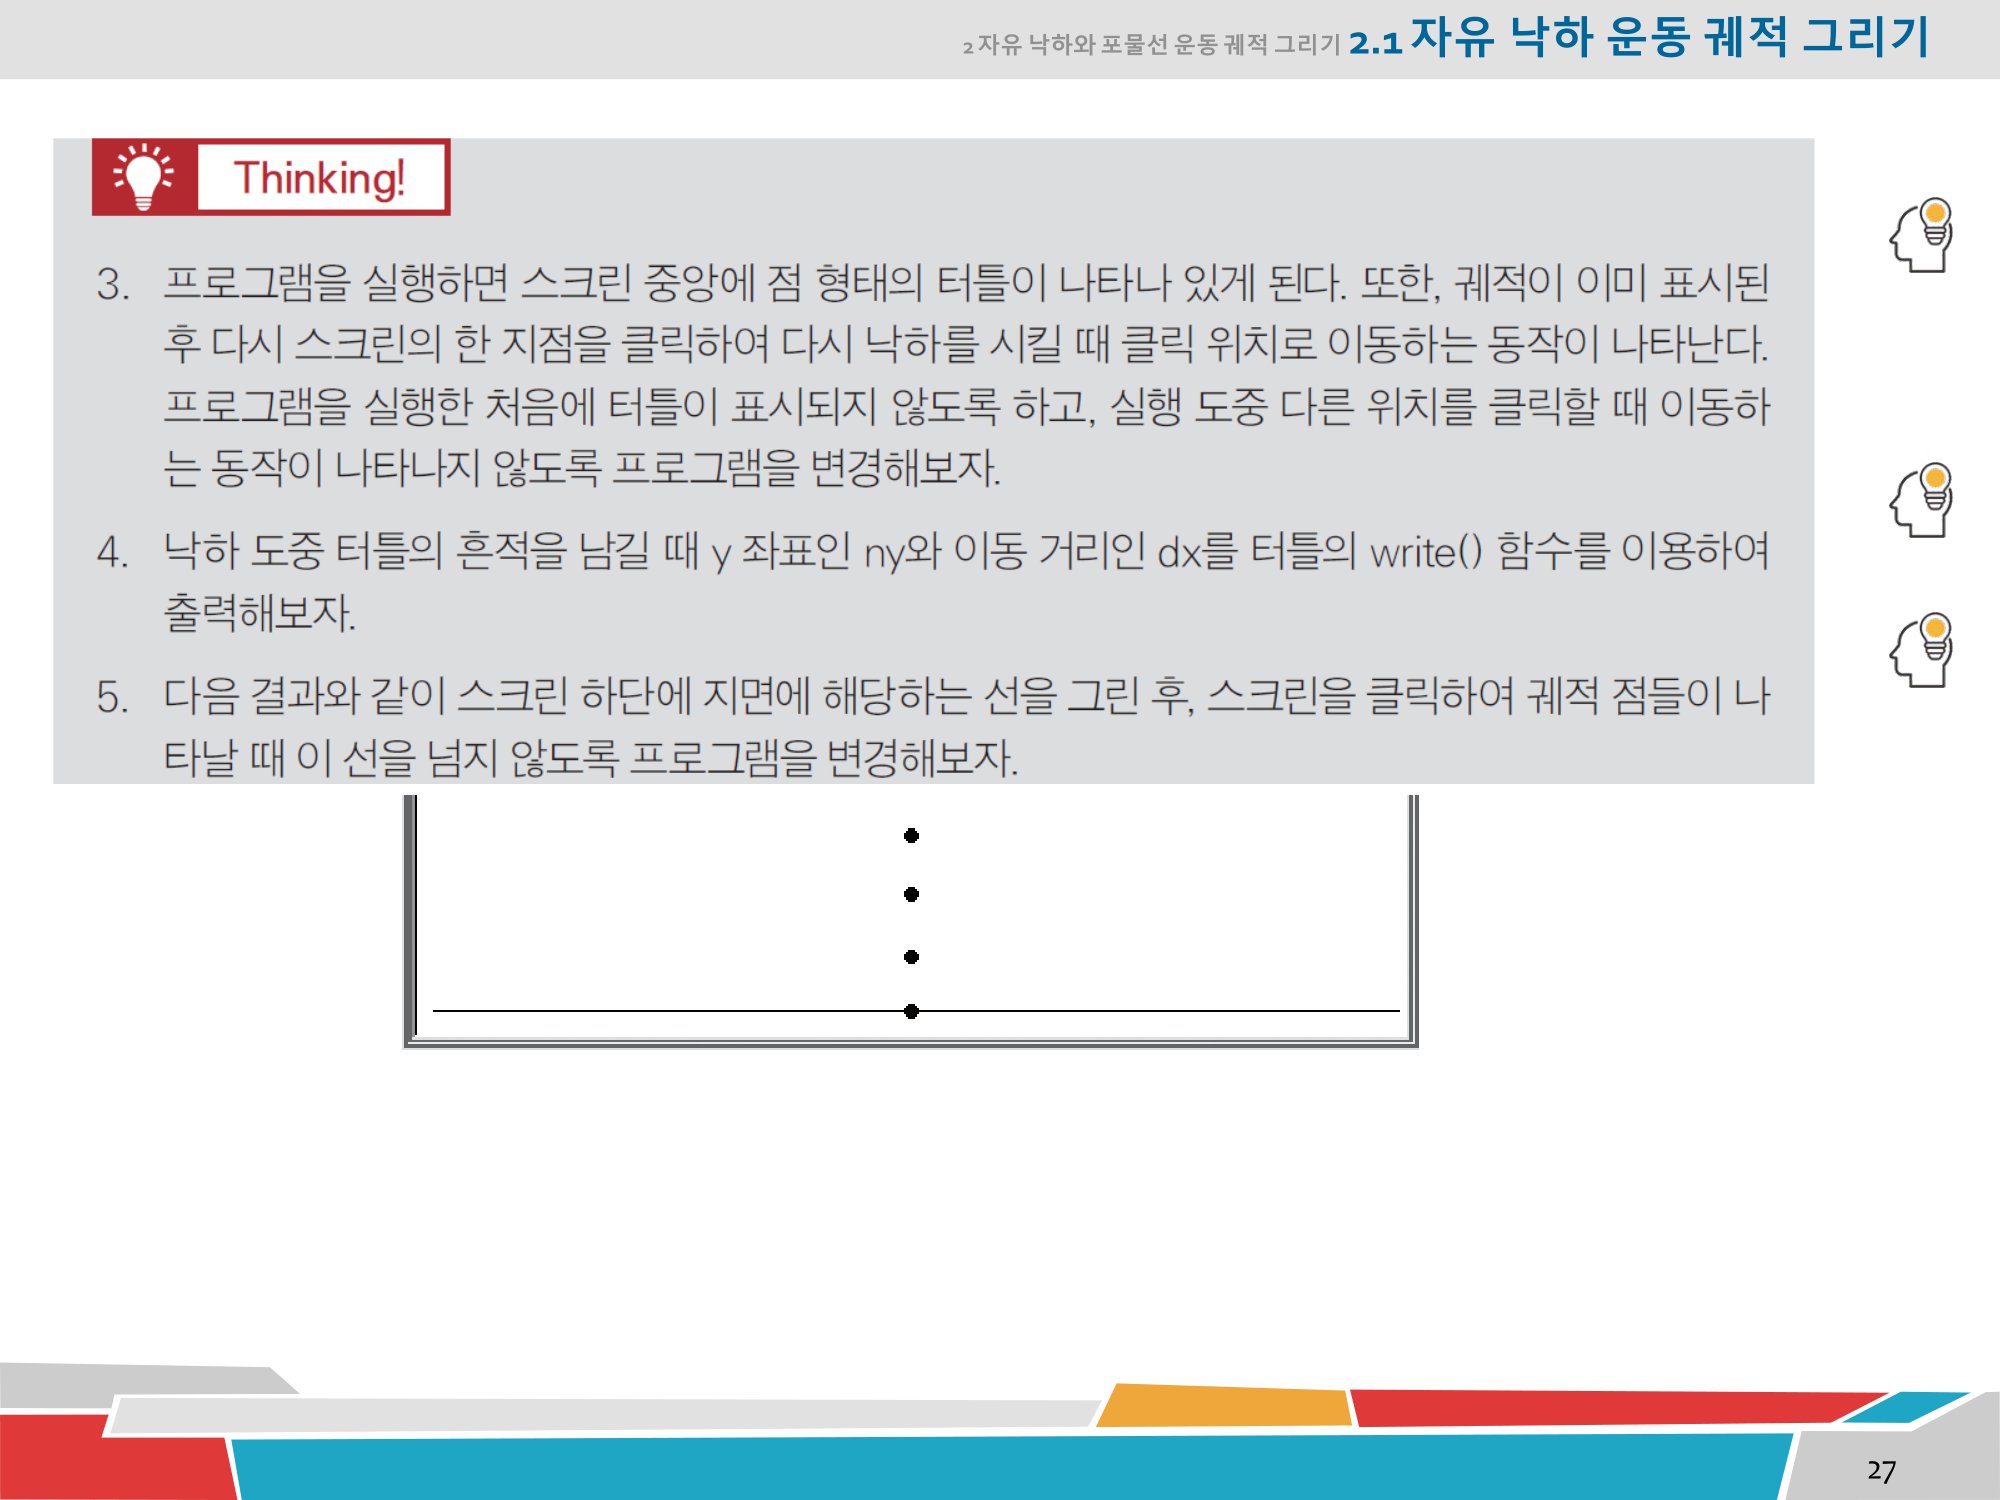 2 자유 낙하와 포물선 운동 궤적 그리기 2.1 자유 낙하 운동 궤적 그리기
Thinking!
3. 프로그램을 실행하면 스크린 중앙에 점 형태의 터틀이 나타나 있게 된다. 또한, 궤적이 이미 표시된
후 다시 스크린의 한 지점을 클릭하여 다시 낙하를 시킬 때 클릭 위치로 이동하는 동작이 나타난다.
프로그램을 실행한 처음에 터틀이 표시되지 않도록 하고, 실행 도중 다른 위치를 클릭할 때 이동하
는 동작이 나타나지 않도록 프로그램을 변경해보자.
4. 낙하 도중 터틀의 흔적을 남길 때 y 좌표인 ny와 이동 거리인 dx를 터틀의 write() 함수를 이용하여
출력해보자.
5. 다음 결과와 같이 스크린 하단에 지면에 해당하는 선을 그린 후, 스크린을 클릭하여 궤적 점들이 나
타날 때 이 선을 넘지 않도록 프로그램을 변경해보자.
27